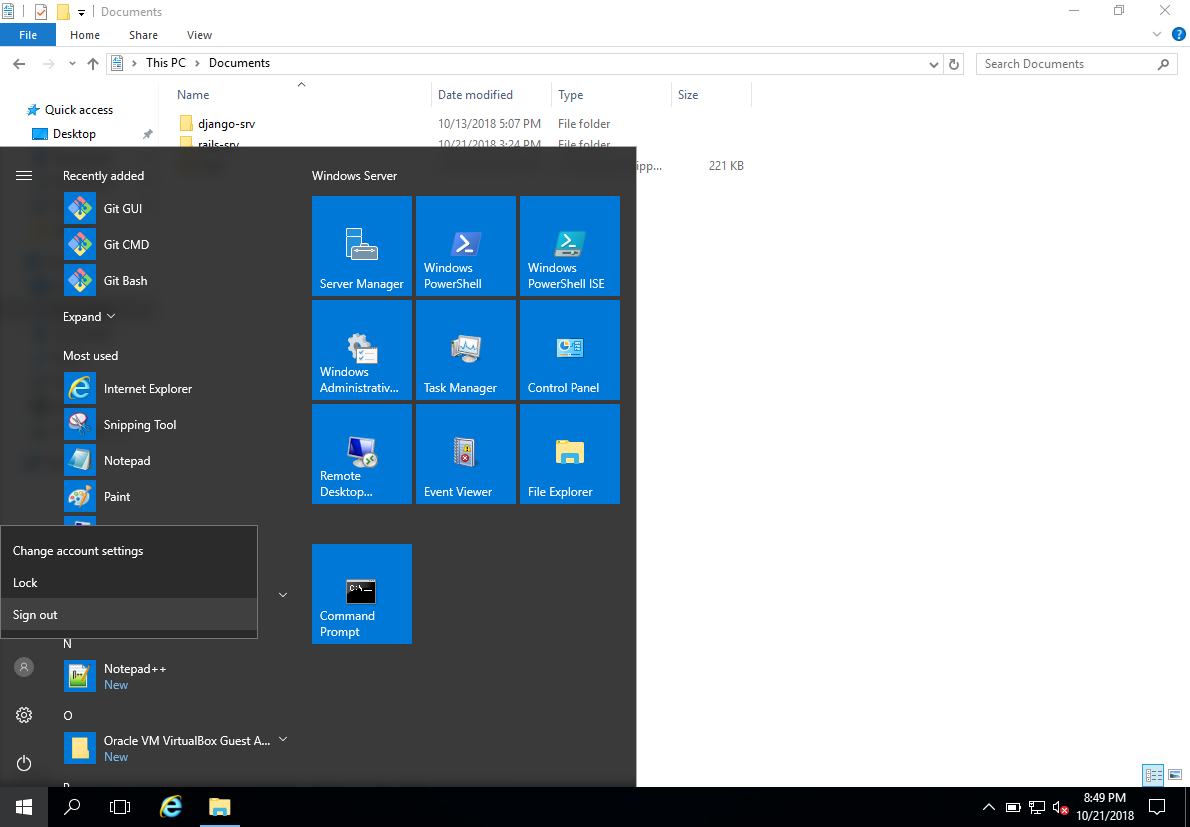 Documents
File Home Share View
This PC Documents
Search Documents
Name Date modified Type Size
Quick access
Desktop
django-srv 10/13/2018 5:07 PM File folder
rails-srv 10/21/2018 3:24 PM File folder
ipp... 221 KB
Recently added
Git GUI
Git CMD
Git Bash
Expand
Most used
Internet Explorer
Snipping Tool
Notepad
Paint
Change account settings
Lock
Sign out
N
Notepad++
New
O
Oracle VM VirtualBox Guest A...
New
Windows Server
Server Manager
Windows PowerShell
Windows PowerShell ISE
Windows Administrativ...
Task Manager
Control Panel
Remote Desktop...
Event Viewer
File Explorer
C:\_
Command Prompt
8:49 PM
10/21/2018